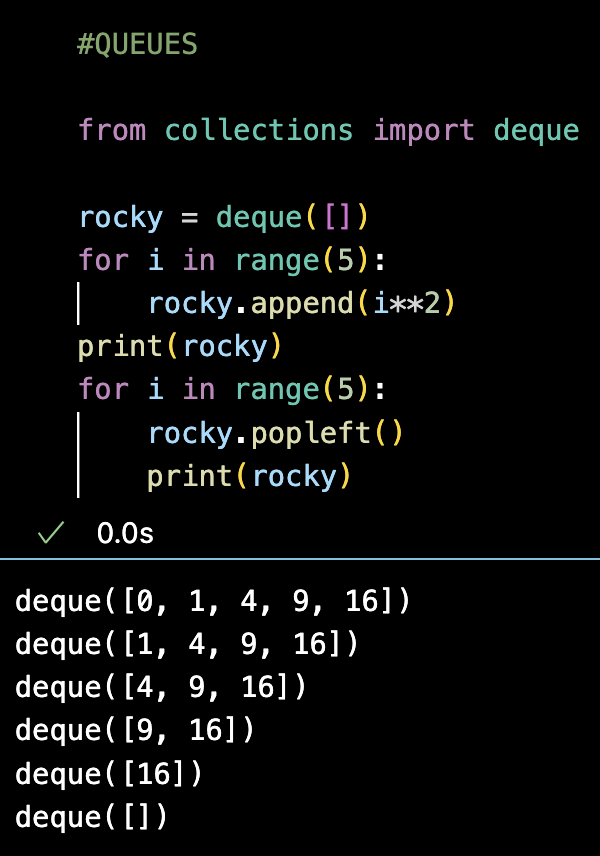 #QUEUES
from collections import deque
rocky = deque([])
for i in range(5):
    rocky.append(i**2)
print(rocky)
for i in range(5):
    rocky.popleft()
    print(rocky)
✓ 0.0s
deque([0, 1, 4, 9, 16])
deque([1, 4, 9, 16])
deque([4, 9, 16])
deque([9, 16])
deque([16])
deque([])